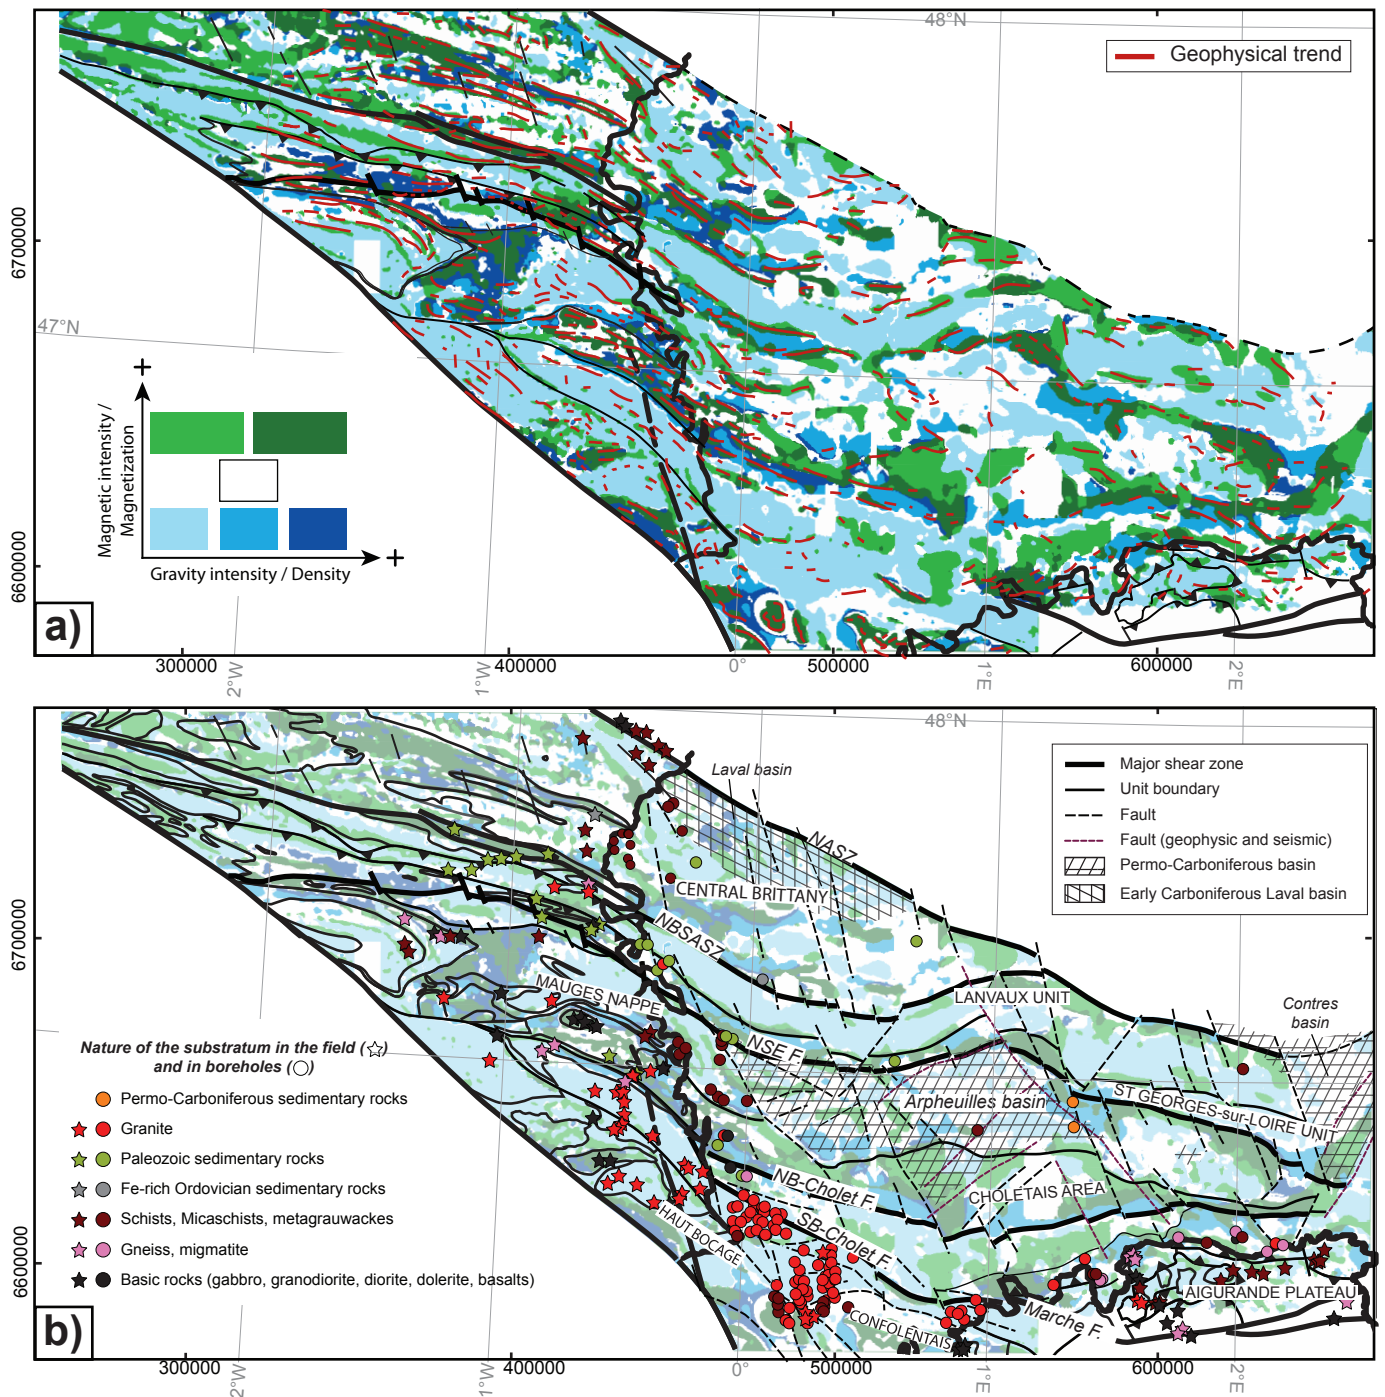 48°N
Geophysical trend
6700000
47°N
+
Magnetic intensity /
Magnetization
+
Gravity intensity / Density
6600000
a)
300000
2°W
1°W
400000
0°
500000
1°E
600000
2°E
48°N
Laval basin
NASZ
Major shear zone
Unit boundary
Fault
Fault (geophysic and seismic)
Permo-Carboniferous basin
Early Carboniferous Laval basin
CENTRAL BRITTANY
6700000
NBSASZ
MAUGES NAPPE
LANVAUX UNIT
Contres
basin
NSE F.
Nature of the substratum in the field (☆)
and in boreholes (○)
Permo-Carboniferous sedimentary rocks
Granite
Paleozoic sedimentary rocks
Fe-rich Ordovician sedimentary rocks
Schists, Micaschists, metagrauwackes
Gneiss, migmatite
Basic rocks (gabbro, granodiorite, diorite, dolerite, basalts)
Arpheuilles basin
ST GEORGES-sur-LOIRE UNIT
NB-Cholet F.
CHOLETAIS AREA
SB-Cholet F.
HAUT BOCAGE
6600000
AIGURANDE PLATEAU
Marche F.
CONFOLENTAIS
b)
300000
2°W
1°W
400000
0°
500000
1°E
600000
2°E